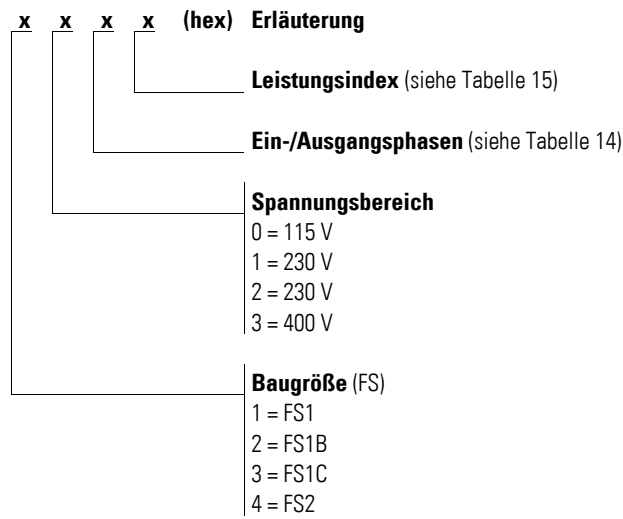 x x x x (hex) Erläuterung
Leistungsindex (siehe Tabelle 15)
Ein-/Ausgangsphasen (siehe Tabelle 14)
Spannungsbereich
0 = 115 V
1 = 230 V
2 = 230 V
3 = 400 V
Baugröße (FS)
1 = FS1
2 = FS1B
3 = FS1C
4 = FS2